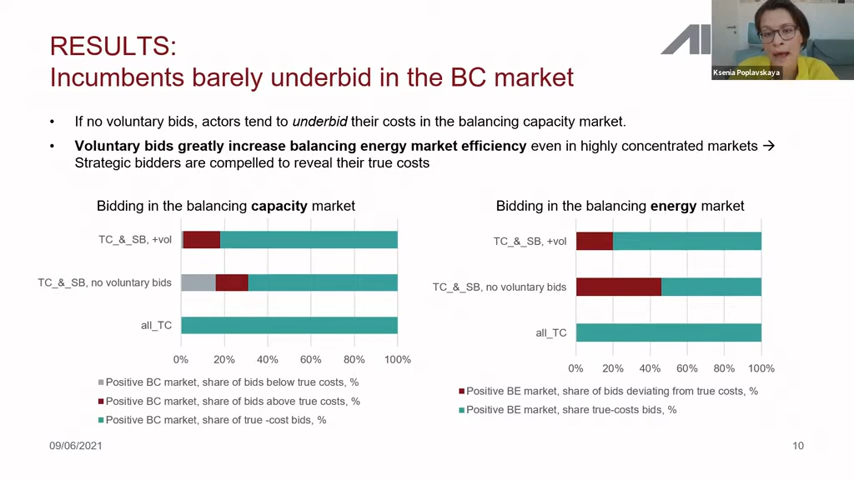 RESULTS:
Incumbents barely underbid in the BC market
Ksenia Poplavskaya
• If no voluntary bids, actors tend to underbid their costs in the balancing capacity market.
• Voluntary bids greatly increase balancing energy market efficiency even in highly concentrated markets →
Strategic bidders are compelled to reveal their true costs
Bidding in the balancing capacity market
TC_&_SB, +vol
TC_&_SB, no voluntary bids
all_TC
0% 20% 40% 60% 80% 100%
Positive BC market, share of bids below true costs, %
Positive BC market, share of bids above true costs, %
Positive BC market, share of true -cost bids, %
Bidding in the balancing energy market
TC_&_SB, +vol
TC_&_SB, no voluntary bids
all_TC
0% 20% 40% 60% 80% 100%
Positive BE market, share of bids deviating from true costs, %
Positive BE market, share true-costs bids, %
09/06/2021
10